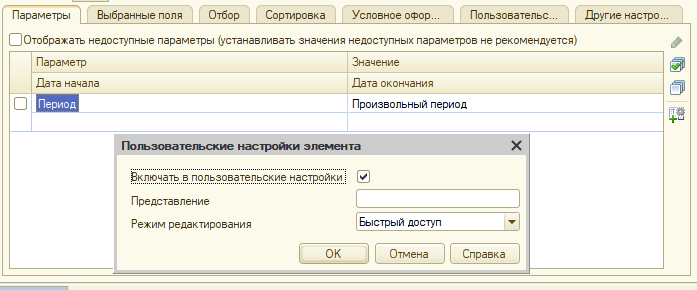 Параметры Выбранные поля Отбор Сортировка Условное офор... Пользовательс... Другие настро...
Отображать недоступные параметры (устанавливать значения недоступных параметров не рекомендуется)
Параметр Значение
Дата начала Дата окончания
Период Произвольный период
Пользовательские настройки элемента
Включать в пользовательские настройки
Представление
Режим редактирования Быстрый доступ
OK Отмена Справка